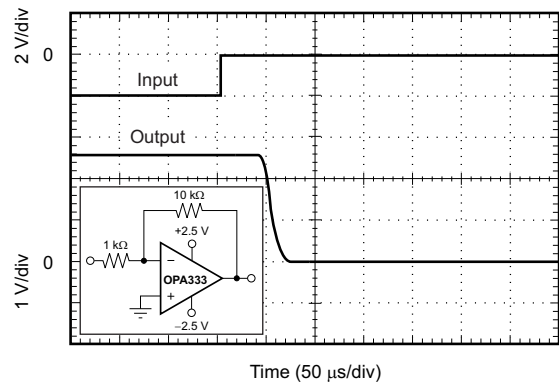 2 V/div
0
Input
Output
10 kΩ
+2.5 V
1 kΩ
−
OPA333
+
−2.5 V
0
1 V/div
Time (50 µs/div)